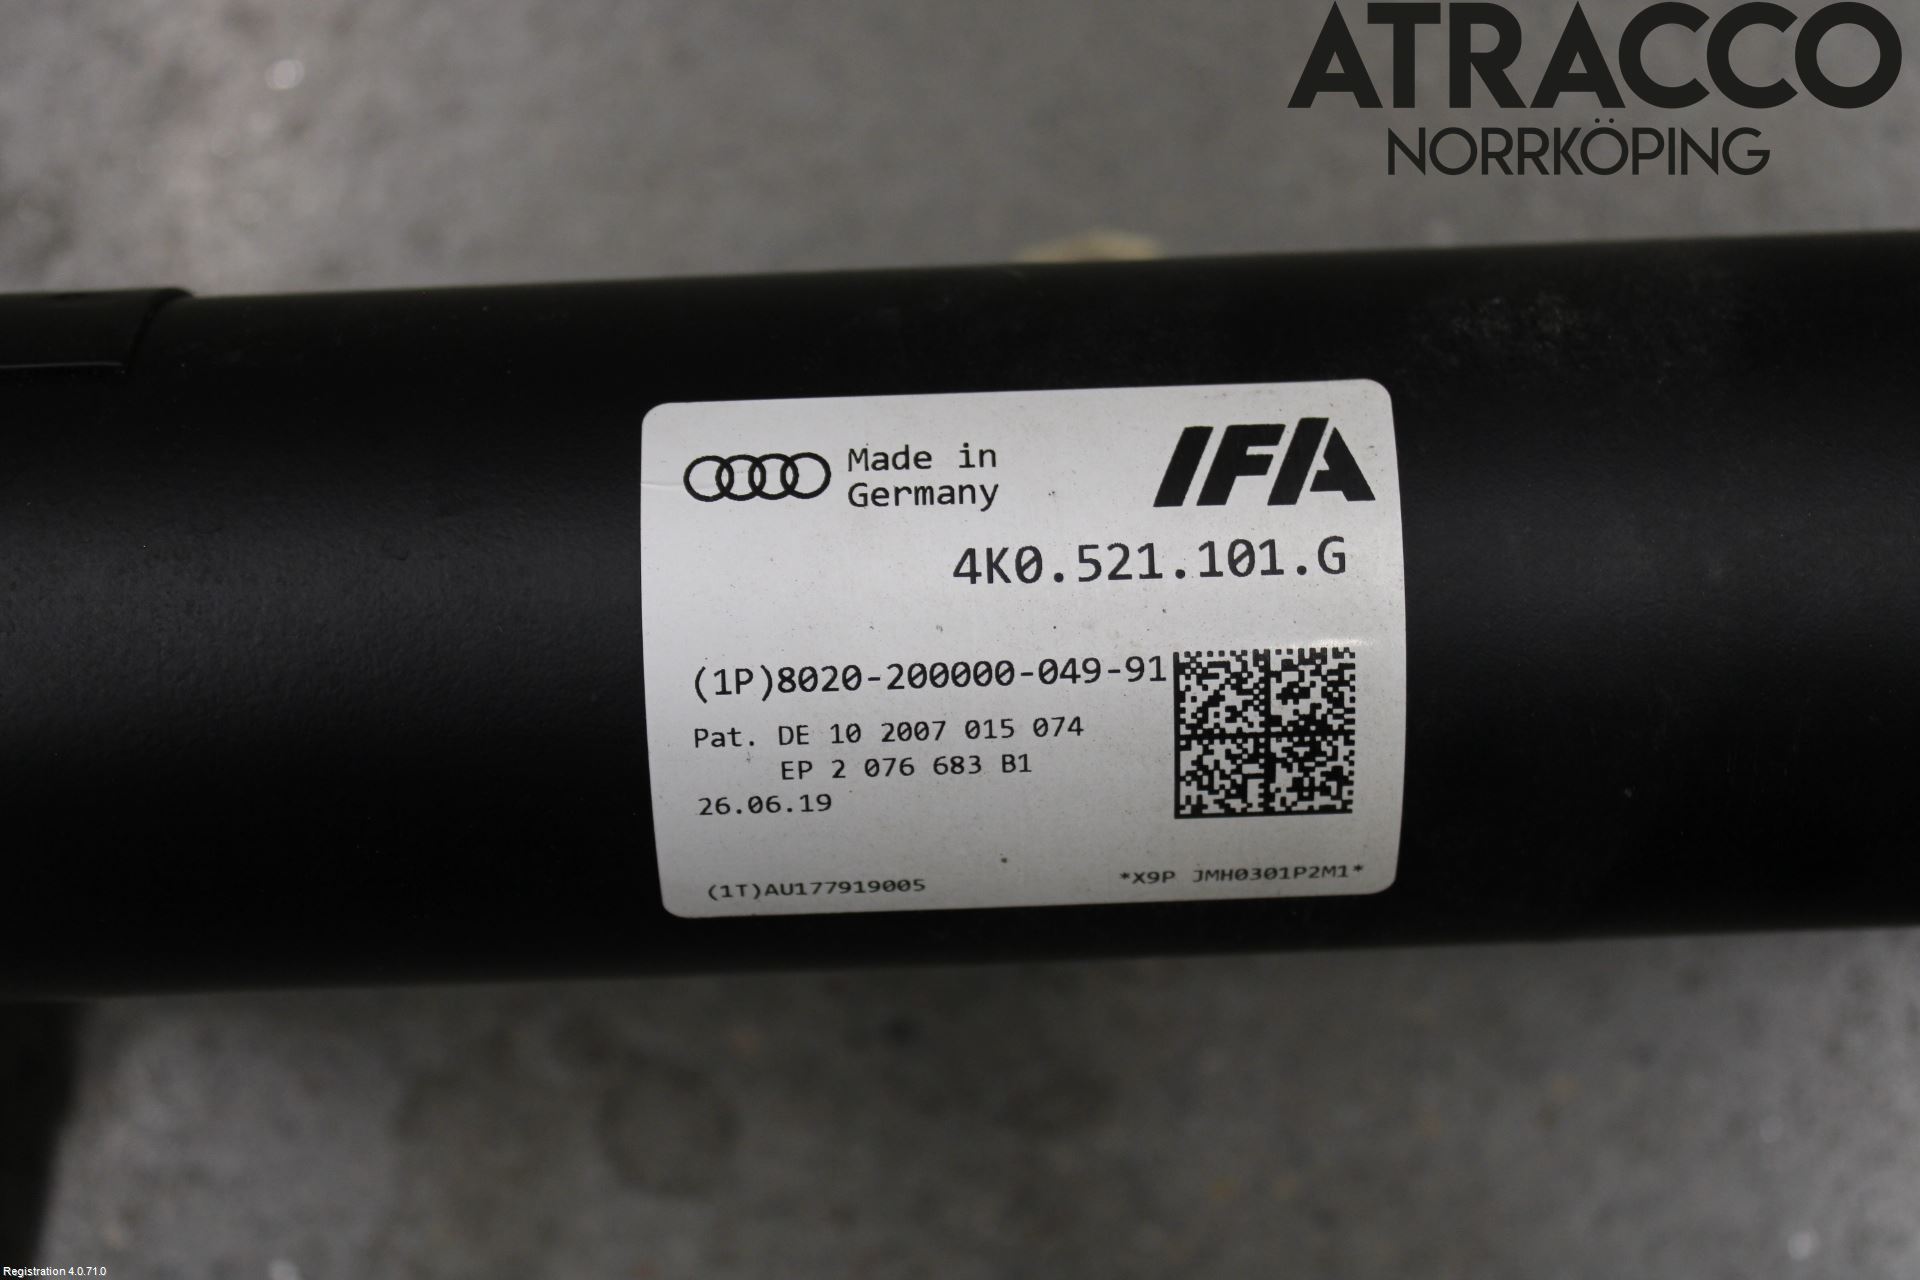 ATRACCO
NORRKÖPING
Made in
Germany
IFA
4K0.521.101.G
(1P)8020-200000-049-91
Pat. DE 10 2007 015 074
EP 2 076 683 B1
26.06.19
(1T)AU177919005
*X9P JMH0301P2M1*
Registration 4.0.71.0